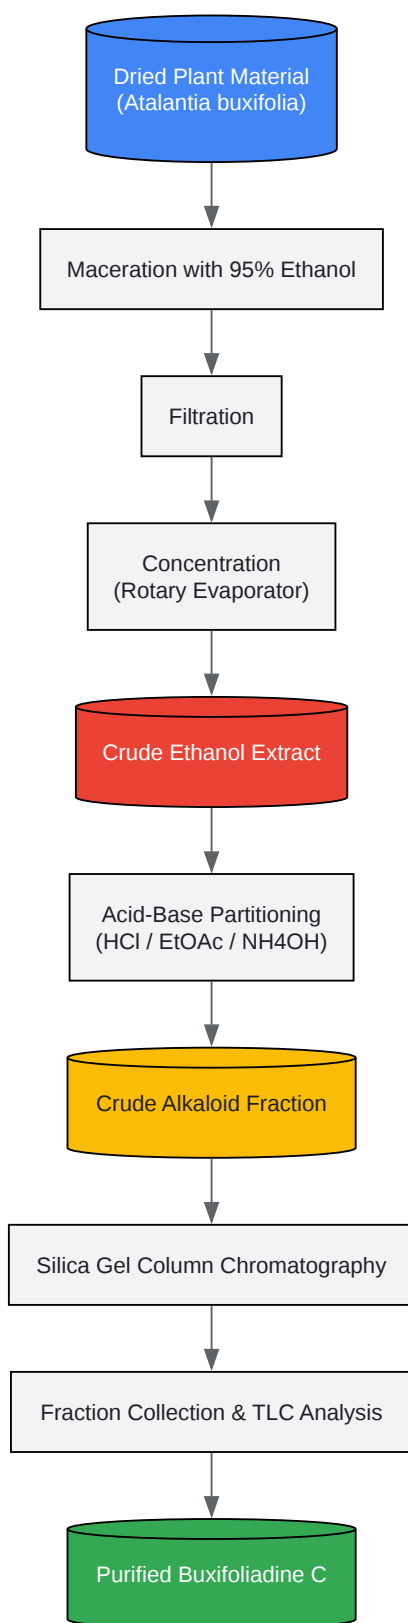 Dried Plant Material
(Atalantia buxifolia)
Maceration with 95% Ethanol
Filtration
Concentration
(Rotary Evaporator)
Crude Ethanol Extract
Acid-Base Partitioning
(HCl / EtOAc / NH4OH)
Crude Alkaloid Fraction
Silica Gel Column Chromatography
Fraction Collection & TLC Analysis
Purified Buxifoliadine C